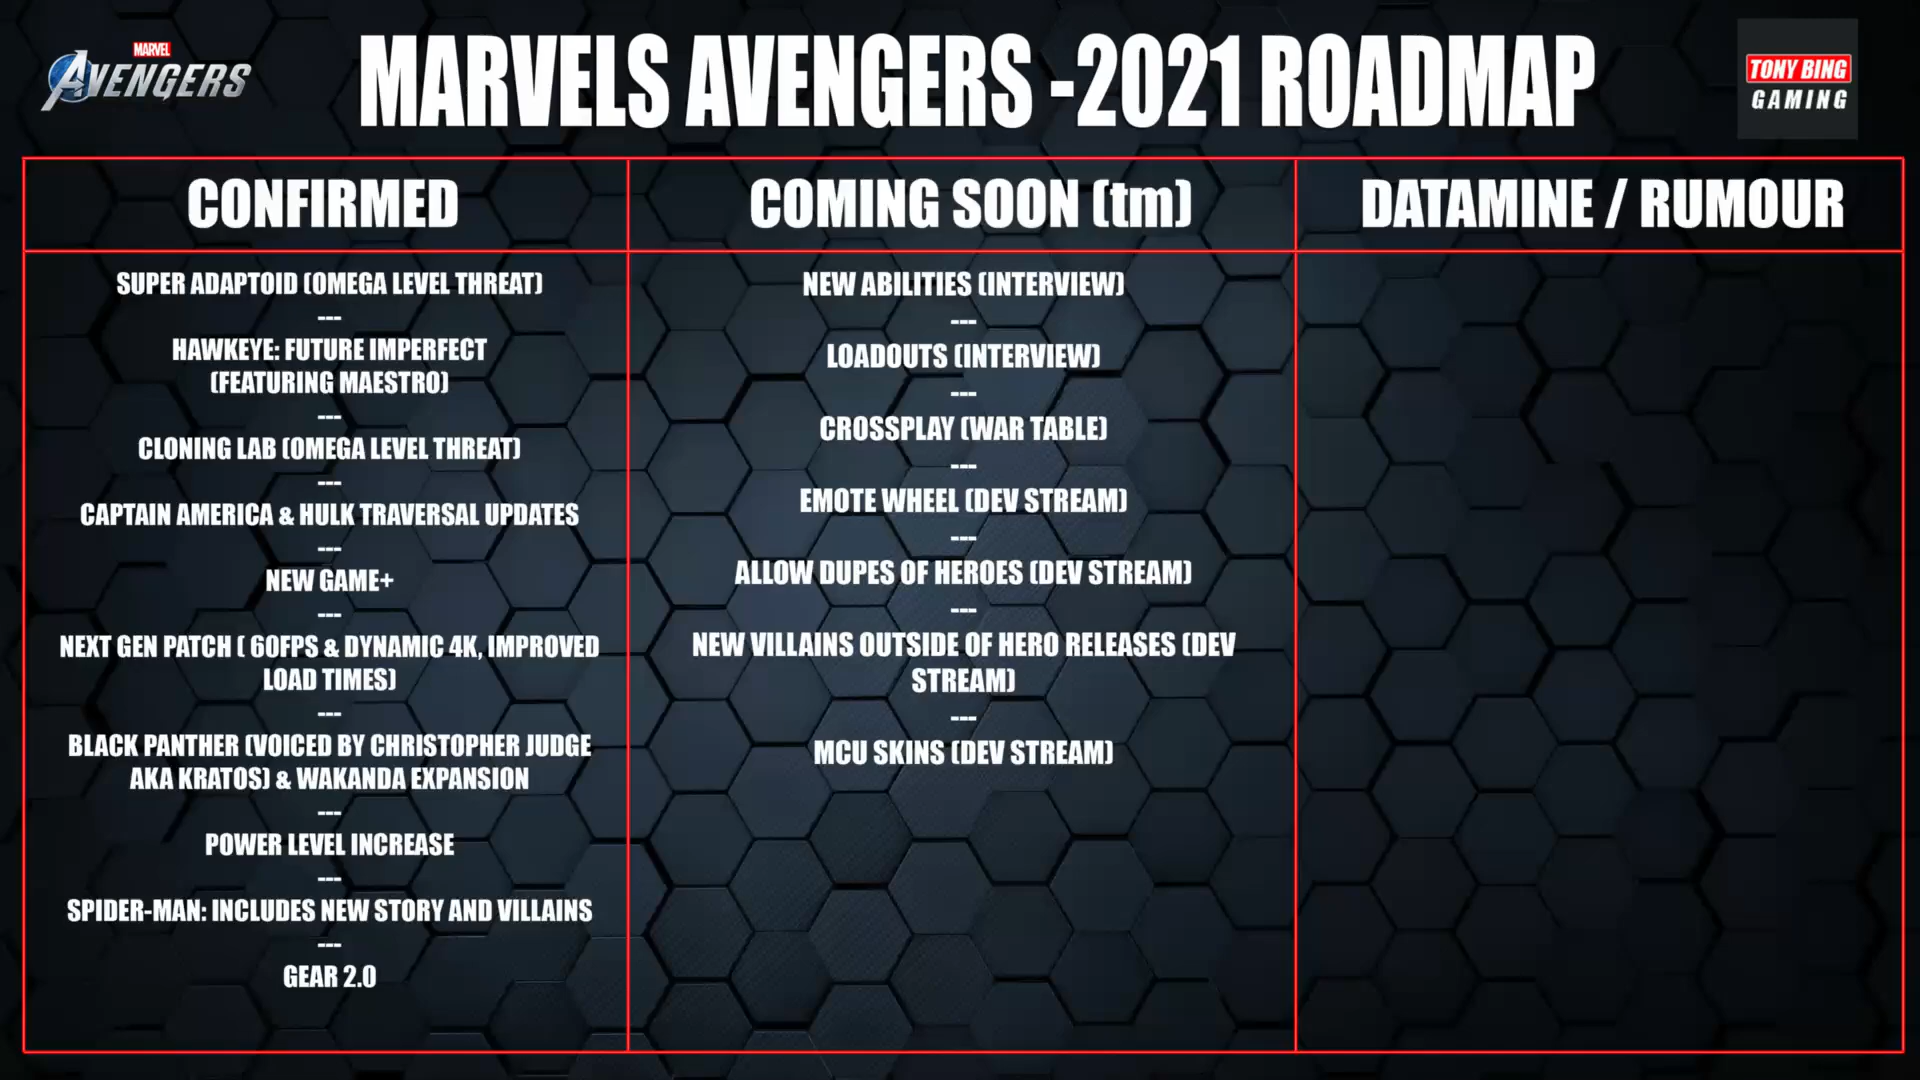 MARVEL
AVENGERS
MARVELS AVENGERS -2021 ROADMAP
TONY BING
GAMING
CONFIRMED
SUPER ADAPTOID (OMEGA LEVEL THREAT)
---
HAWKEYE: FUTURE IMPERFECT
(FEATURING MAESTRO)
---
CLONING LAB (OMEGA LEVEL THREAT)
---
CAPTAIN AMERICA & HULK TRAVERSAL UPDATES
---
NEW GAME+
---
NEXT GEN PATCH ( 60FPS & DYNAMIC 4K, IMPROVED
LOAD TIMES)
---
BLACK PANTHER (VOICED BY CHRISTOPHER JUDGE
AKA KRATOS) & WAKANDA EXPANSION
---
POWER LEVEL INCREASE
---
SPIDER-MAN: INCLUDES NEW STORY AND VILLAINS
---
GEAR 2.0
COMING SOON (tm)
NEW ABILITIES (INTERVIEW)
---
LOADOUTS (INTERVIEW)
---
CROSSPLAY (WAR TABLE)
---
EMOTE WHEEL (DEV STREAM)
---
ALLOW DUPES OF HEROES (DEV STREAM)
---
NEW VILLAINS OUTSIDE OF HERO RELEASES (DEV
STREAM)
---
MCU SKINS (DEV STREAM)
DATAMINE / RUMOUR